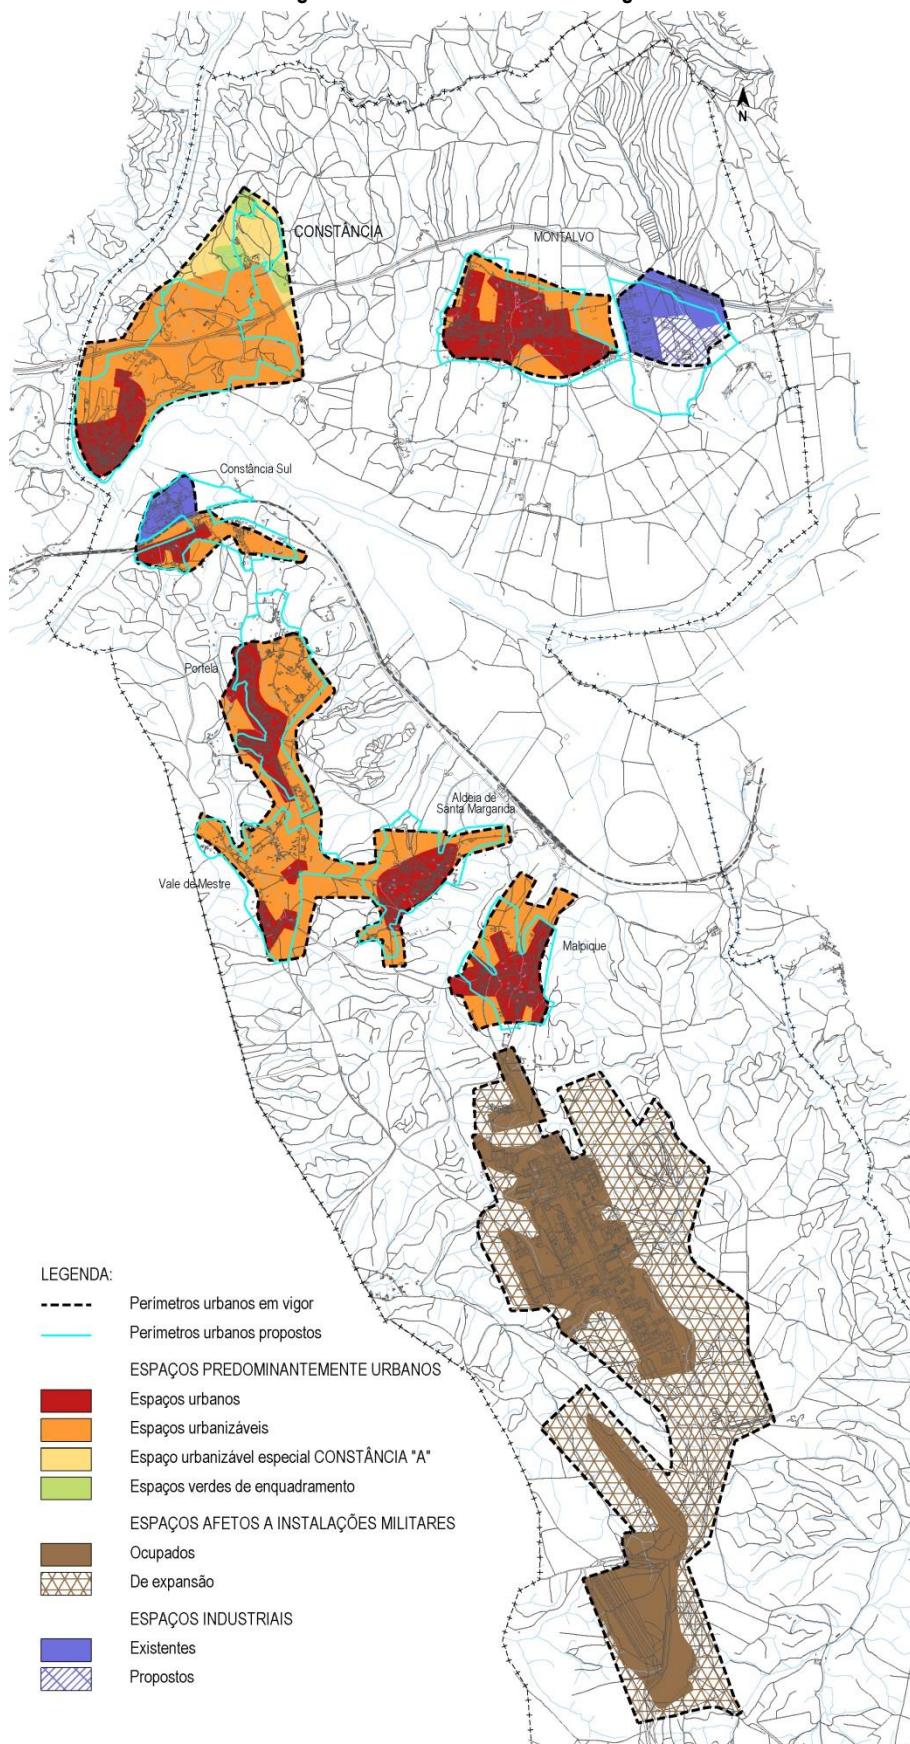 N
CONSTÂNCIA
MONTALVO
Constância Sul
Portela
Aldeia de
Santa Margarida
Vale de Mestre
Malpique
LEGENDA:
Perímetros urbanos em vigor
Perímetros urbanos propostos
ESPAÇOS PREDOMINANTEMENTE URBANOS
Espaços urbanos
Espaços urbanizáveis
Espaço urbanizável especial CONSTÂNCIA "A"
Espaços verdes de enquadramento
ESPAÇOS AFETOS A INSTALAÇÕES MILITARES
Ocupados
De expansão
ESPAÇOS INDUSTRIAIS
Existentes
Propostos